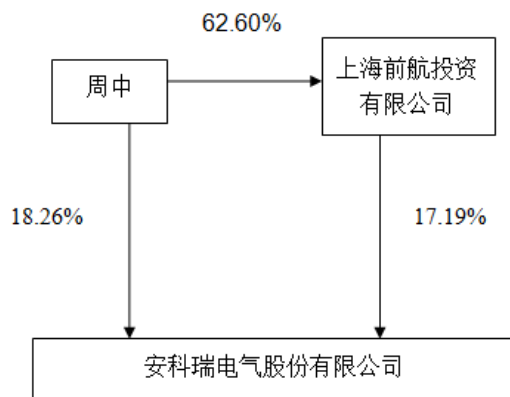 62.60%
周中
上海前航投资
有限公司
18.26%
17.19%
安科瑞电气股份有限公司